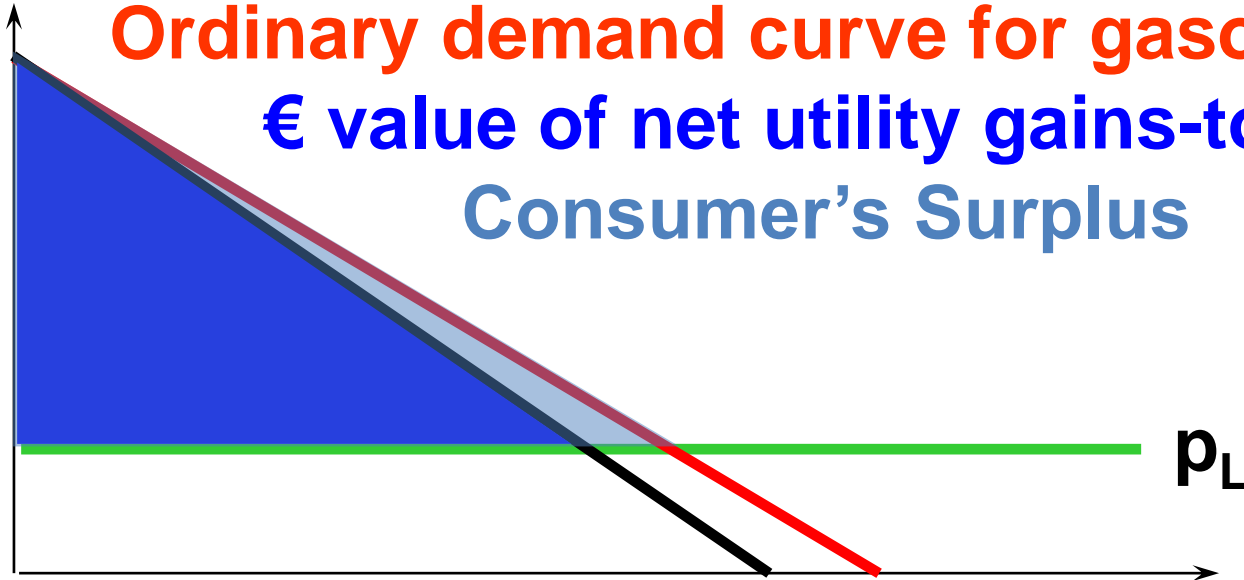 Ordinary demand curve for gaso
€ value of net utility gains-to
Consumer’s Surplus
pL